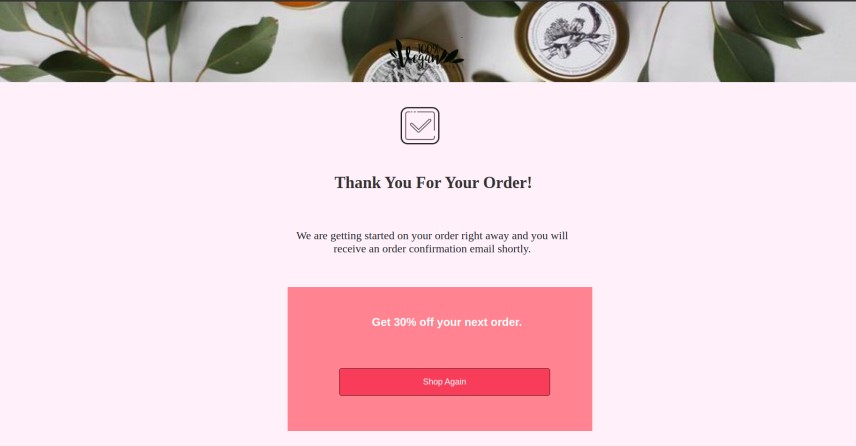 100%
Vegan
Thank You For Your Order!
We are getting started on your order right away and you will
receive an order confirmation email shortly.
Get 30% off your next order.
Shop Again